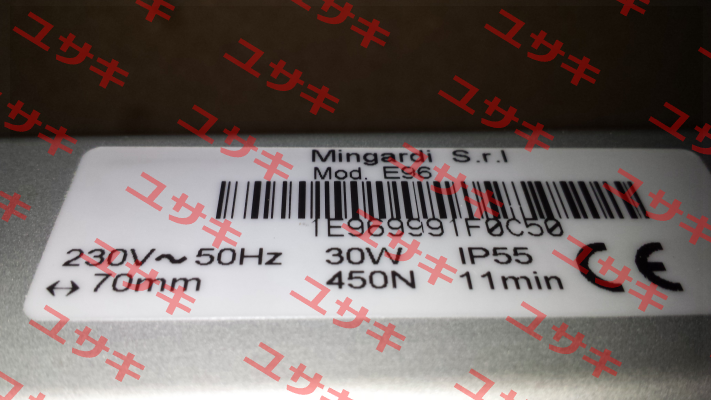 Mingardi S.r.l
Mod. E96
1E969991F0C50
230V~ 50Hz 30W IP55
↔ 70mm 450N 11min
CE
ユサキ